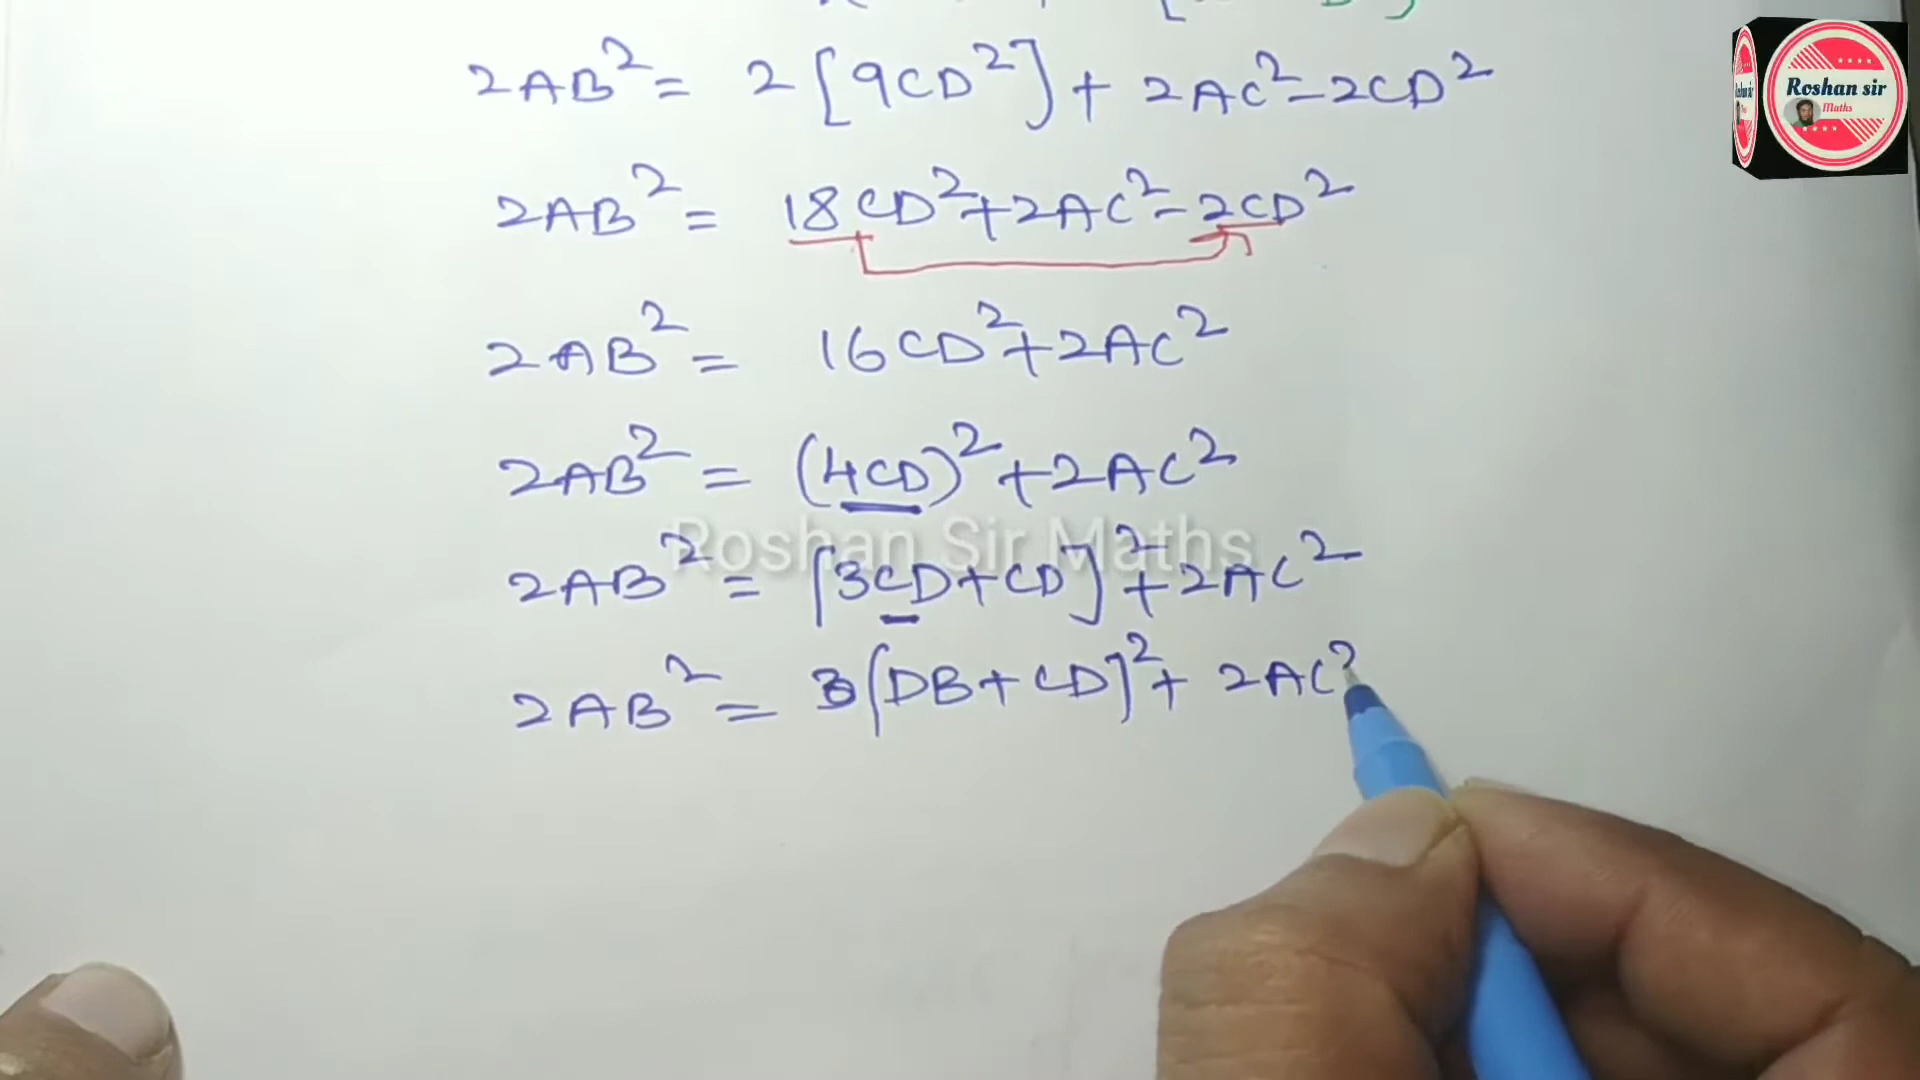 2AB²= 2[9CD²]+ 2AC²-2CD²
2AB² = 18CD²+2AC²-2CD²
2AB² = 16CD²+2AC²
2AB² = (4CD)²+2AC²
2AB² = [3CD+CD]²+2AC²
2AB² = 3[DB+CD]²+ 2AC²
Roshan Sir Maths
Roshan sir
Maths